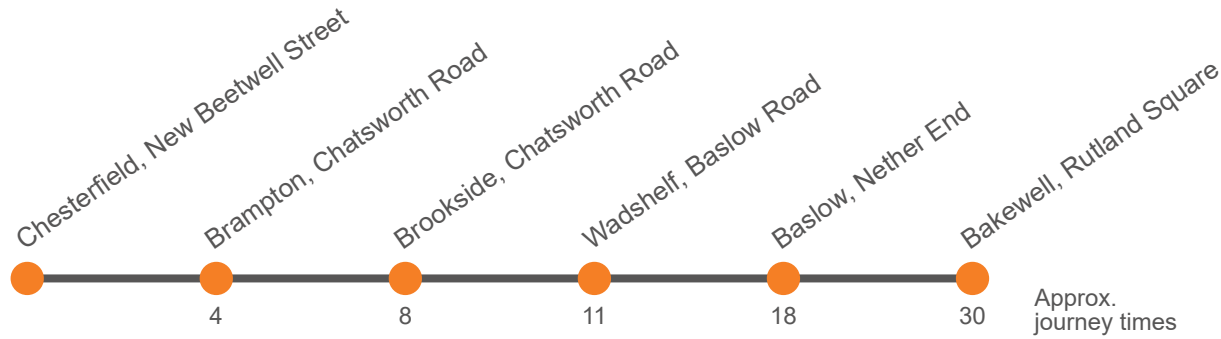 Chesterfield, New Beetwell Street
Brampton, Chatsworth Road
Brookside, Chatsworth Road
Wadshelf, Baslow Road
Baslow, Nether End
Bakewell, Rutland Square
4
8
11
18
30
Approx.
journey times